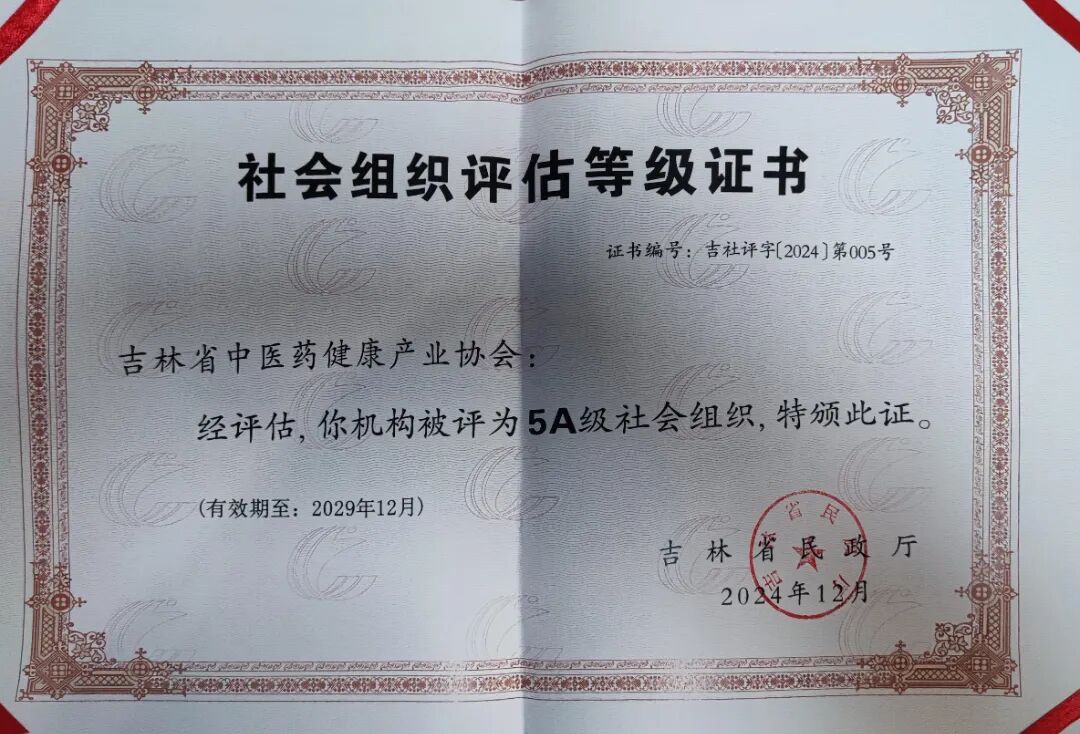 社会组织评估等级证书
证书编号：吉社评字[2024]第005号
吉林省中医药健康产业协会：
经评估，你机构被评为5A级社会组织，特颁此证。
(有效期至：2029年12月)
吉林省民政厅
2024年12月